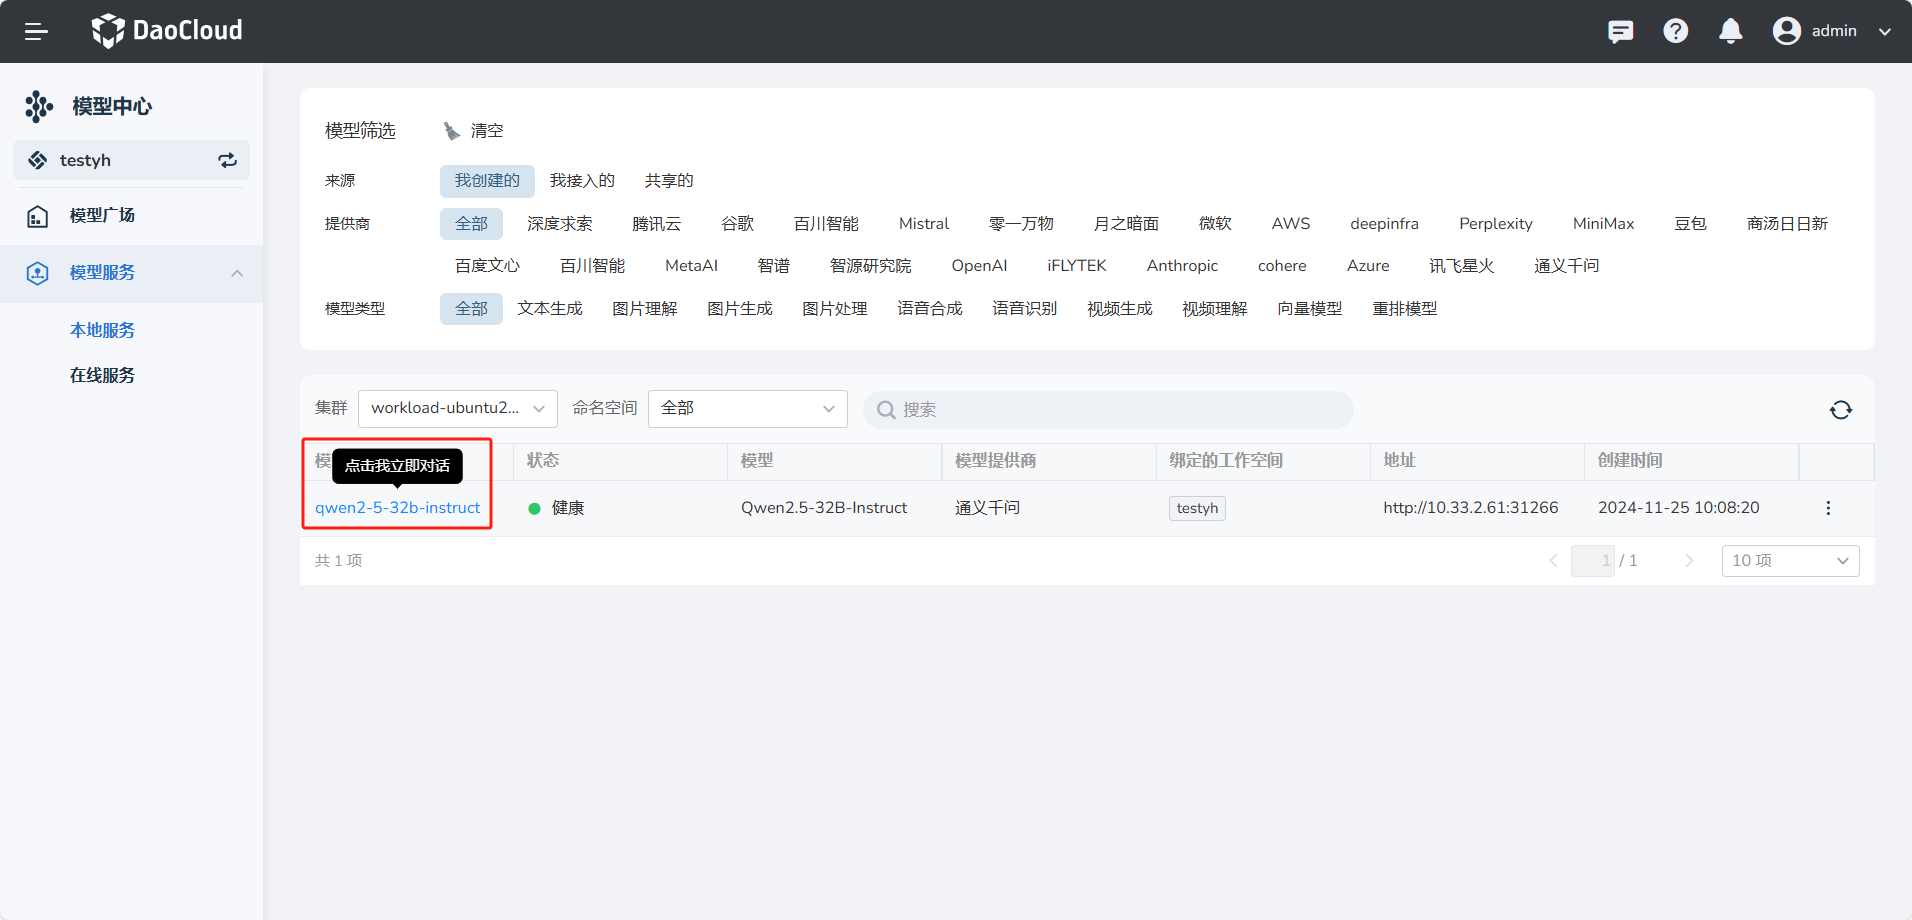 DaoCloud
admin
模型中心
testyh
模型广场
模型服务
本地服务
在线服务
模型筛选 清空
来源 我创建的 我接入的 共享的
提供商 全部 深度求索 腾讯云 谷歌 百川智能 Mistral 零一万物 月之暗面 微软 AWS deepinfra Perplexity MiniMax 豆包 商汤日日新
百度文心 百川智能 MetaAI 智谱 智源研究院 OpenAI iFLYTEK Anthropic cohere Azure 讯飞星火 通义千问
模型类型 全部 文本生成 图片理解 图片生成 图片处理 语音合成 语音识别 视频生成 视频理解 向量模型 重排模型
集群 workload-ubuntu2... 命名空间 全部 搜索
模 点击我立即对话 状态 模型 模型提供商 绑定的工作空间 地址 创建时间
qwen2-5-32b-instruct 健康 Qwen2.5-32B-Instruct 通义千问 testyh http://10.33.2.61:31266 2024-11-25 10:08:20
共 1 项 1 / 1 10 项